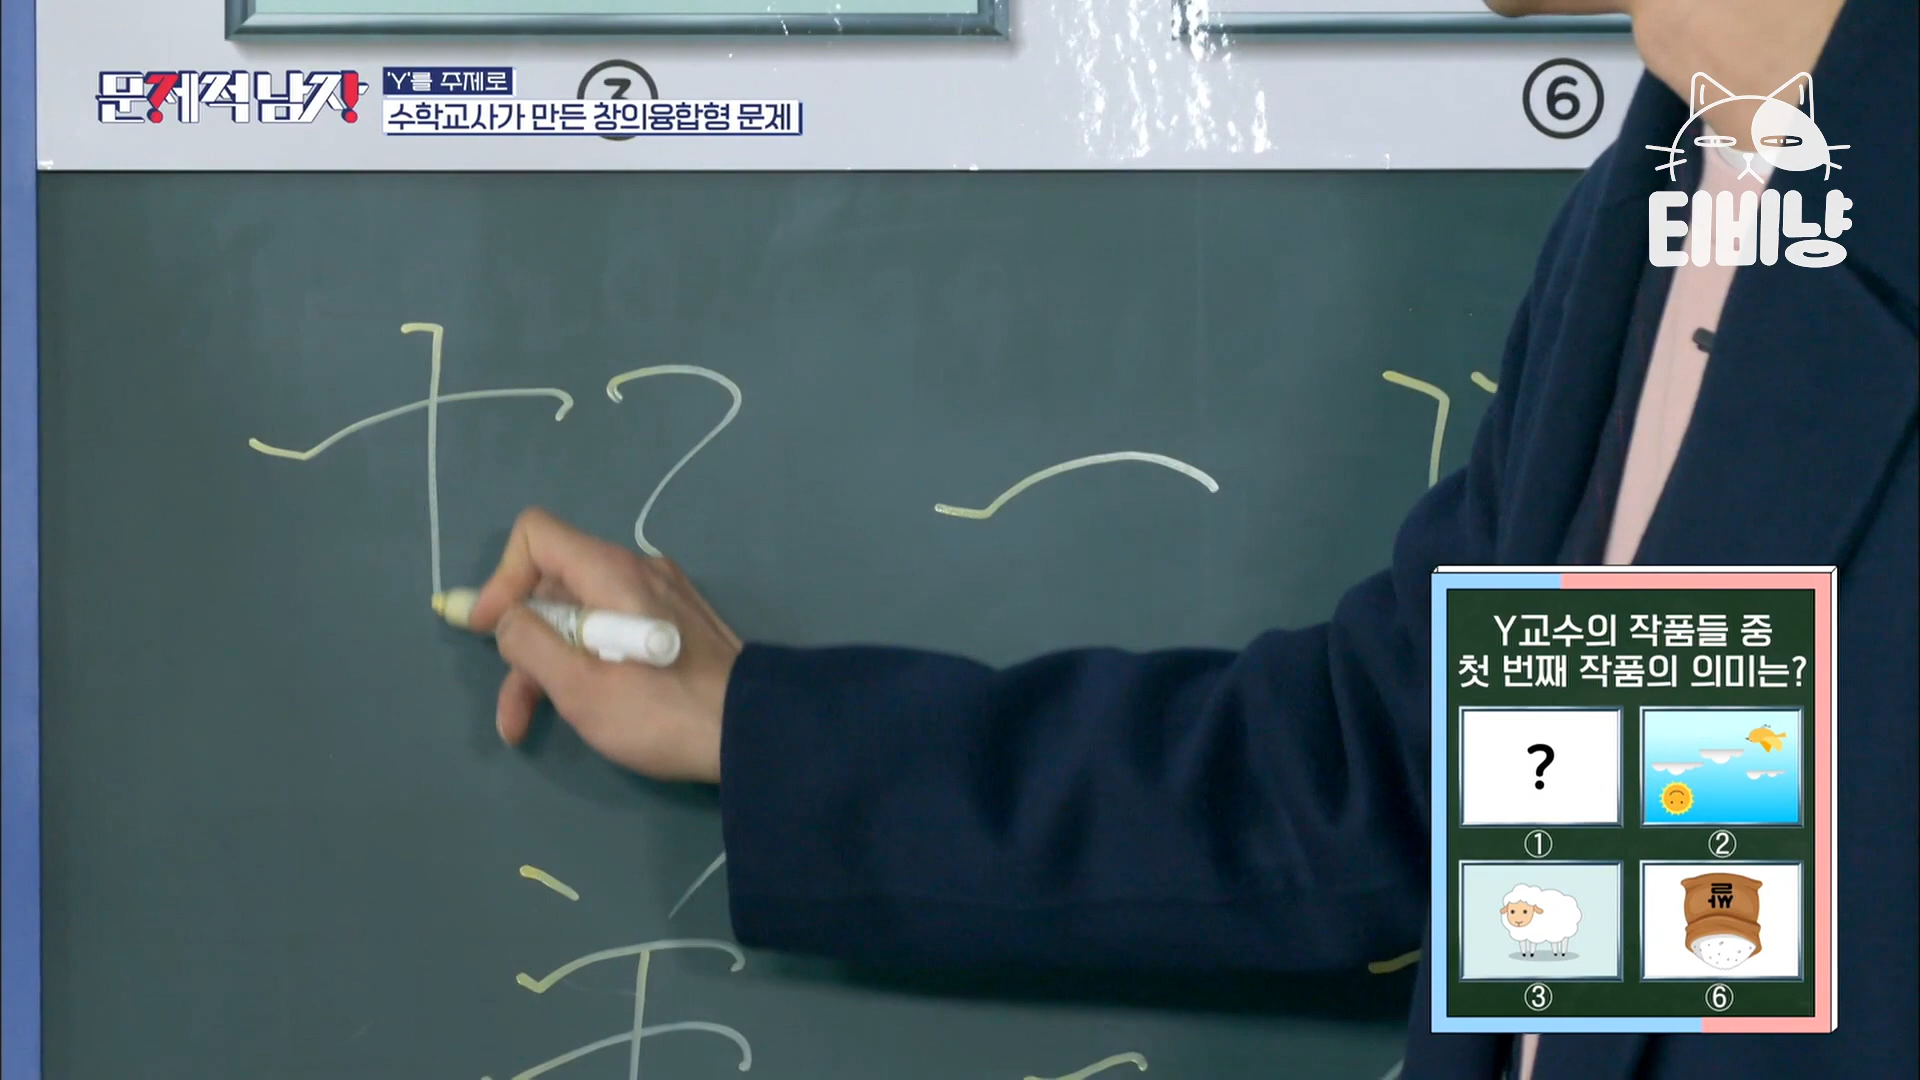 문제적 남자
'Y'를 주제로
수학교사가 만든 창의융합형 문제
③
⑥
티비냥
Y교수의 작품들 중
첫 번째 작품의 의미는?
?
①
②
③
⑥